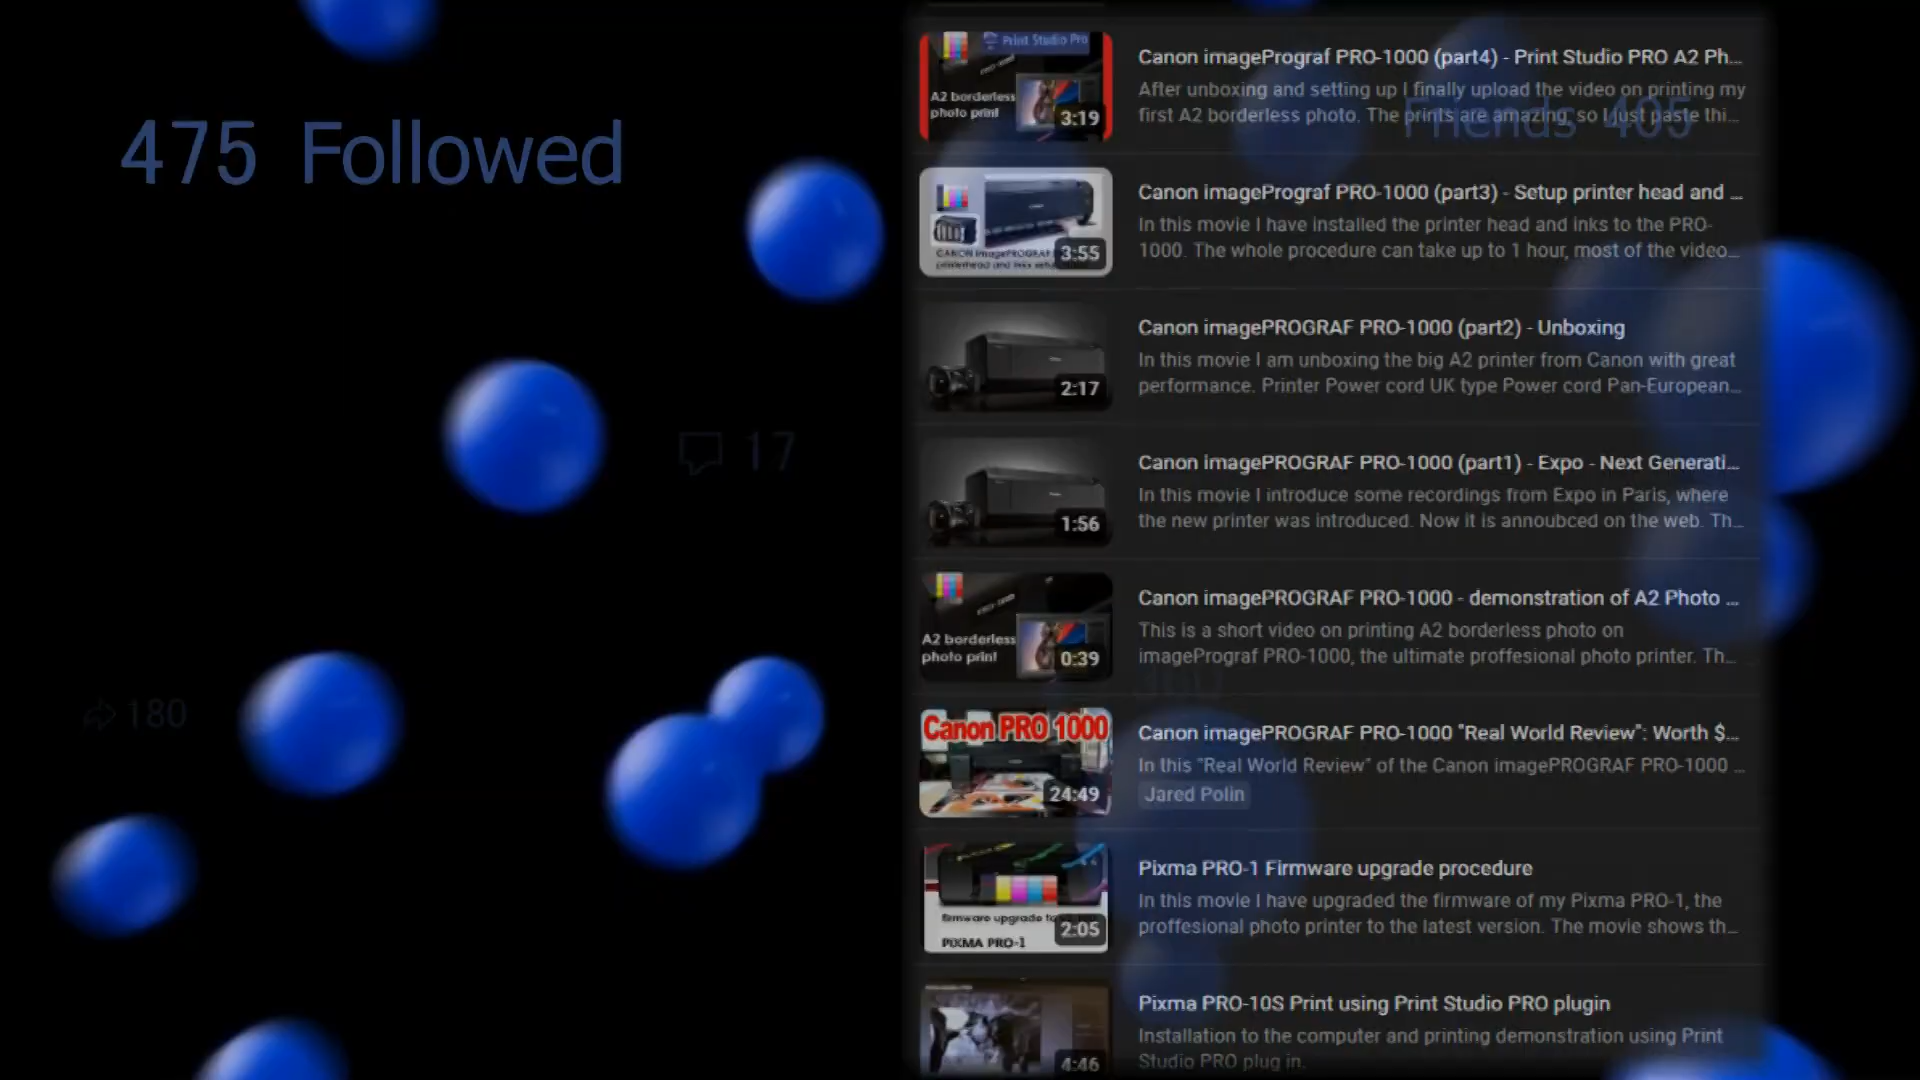 475 Followed
17
180
Friends 405
Print Studio Pro
A2 borderless
photo print
3:19
Canon imagePrograf PRO-1000 (part4) - Print Studio PRO A2 Ph...
After unboxing and setting up I finally upload the video on printing my
first A2 borderless photo. The prints are amazing, so I just paste thi...
3:55
Canon imagePrograf PRO-1000 (part3) - Setup printer head and ...
In this movie I have installed the printer head and inks to the PRO-
1000. The whole procedure can take up to 1 hour, most of the video...
2:17
Canon imagePROGRAF PRO-1000 (part2) - Unboxing
In this movie I am unboxing the big A2 printer from Canon with great
performance. Printer Power cord UK type Power cord Pan-European...
1:56
Canon imagePROGRAF PRO-1000 (part1) - Expo - Next Generati...
In this movie I introduce some recordings from Expo in Paris, where
the new printer was introduced. Now it is annoubced on the web. Th...
A2 borderless
photo print
0:39
Canon imagePROGRAF PRO-1000 - demonstration of A2 Photo ...
This is a short video on printing A2 borderless photo on
imagePrograf PRO-1000, the ultimate proffesional photo printer. Th...
Canon PRO 1000
24:49
Canon imagePROGRAF PRO-1000 "Real World Review": Worth $...
In this "Real World Review" of the Canon imagePROGRAF PRO-1000 ...
Jared Polin
firmware upgrade
PIXMA PRO-1
2:05
Pixma PRO-1 Firmware upgrade procedure
In this movie I have upgraded the firmware of my Pixma PRO-1, the
proffesional photo printer to the latest version. The movie shows th...
4:46
Pixma PRO-10S Print using Print Studio PRO plugin
Installation to the computer and printing demonstration using Print
Studio PRO plug in.